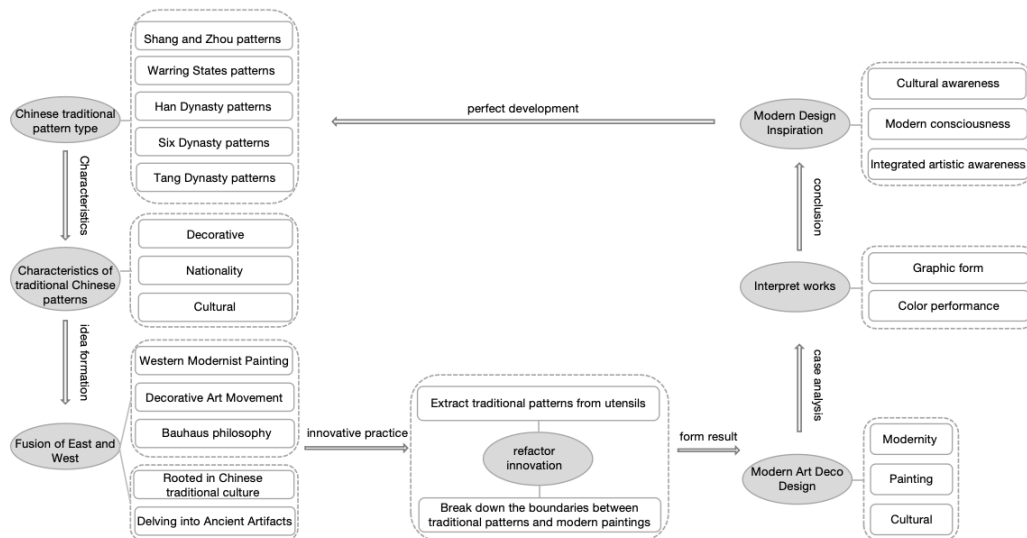 Chinese traditional
pattern type
Shang and Zhou patterns
Warring States patterns
Han Dynasty patterns
Six Dynasty patterns
Tang Dynasty patterns
Characteristics
Characteristics of
traditional Chinese
patterns
Decorative
Nationality
Cultural
idea formation
Fusion of East and
West
Western Modernist Painting
Decorative Art Movement
Bauhaus philosophy
Rooted in Chinese
traditional culture
Delving into Ancient Artifacts
innovative practice
Extract traditional patterns from utensils
refactor
innovation
Break down the boundaries between
traditional patterns and modern paintings
form result
Modern Art Deco
Design
Modernity
Painting
Cultural
case analysis
Interpret works
Graphic form
Color performance
conclusion
Modern Design
Inspiration
Cultural awareness
Modern consciousness
Integrated artistic awareness
perfect development